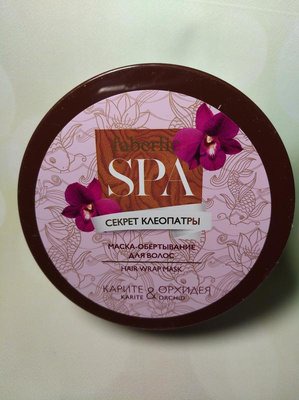 faberlic
SPA
СЕКРЕТ КЛЕОПАТРЫ
МАСКА-ОБЕРТЫВАНИЕ
ДЛЯ ВОЛОС
HAIR WRAP MASK
КАРИТЕ & ОРХИДЕЯ
KARITE ORCHID